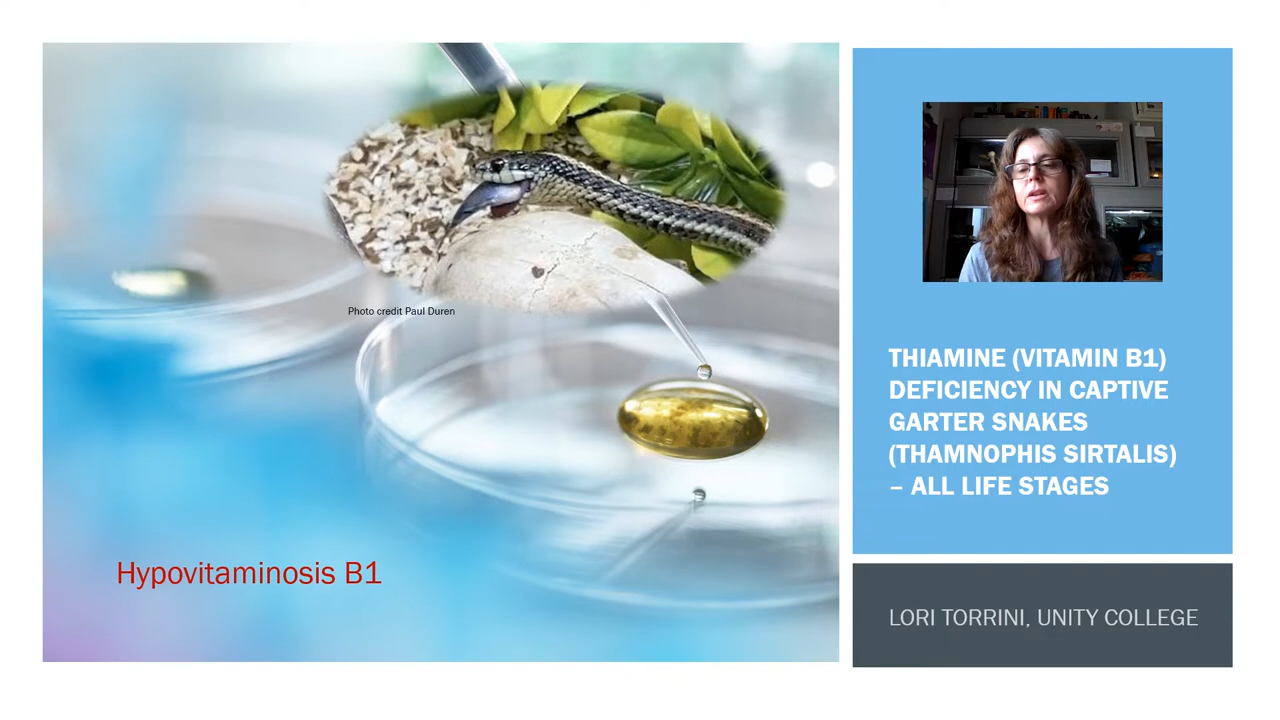 Photo credit Paul Duren
Hypovitaminosis B1
THIAMINE (VITAMIN B1)
DEFICIENCY IN CAPTIVE
GARTER SNAKES
(THAMNOPHIS SIRTALIS)
– ALL LIFE STAGES
LORI TORRINI, UNITY COLLEGE